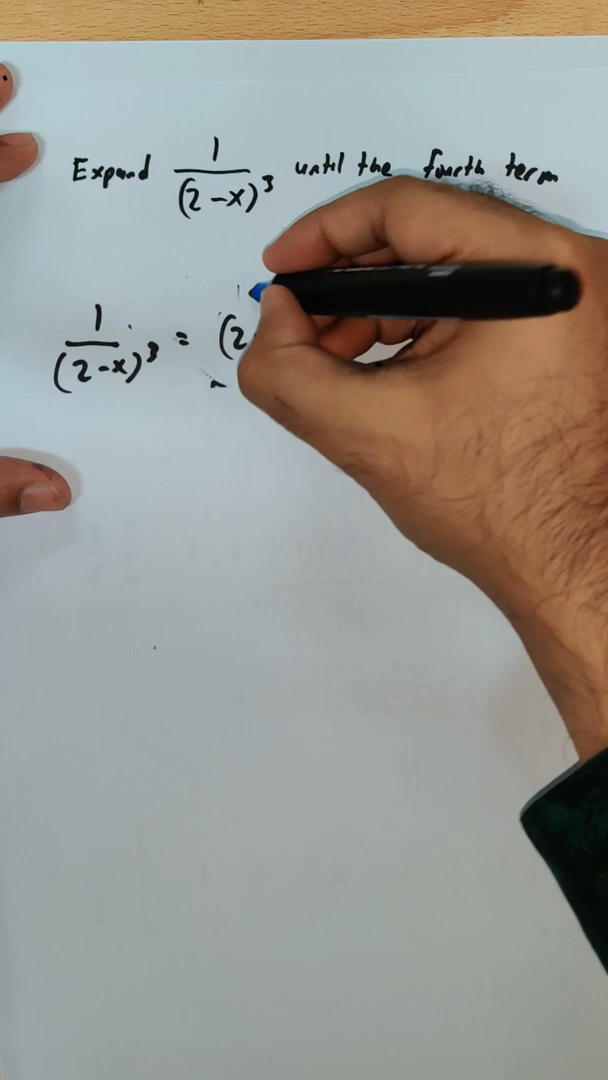 Expand 1/(2-x)^3 until the fourth term
1/(2-x)^3 = (2